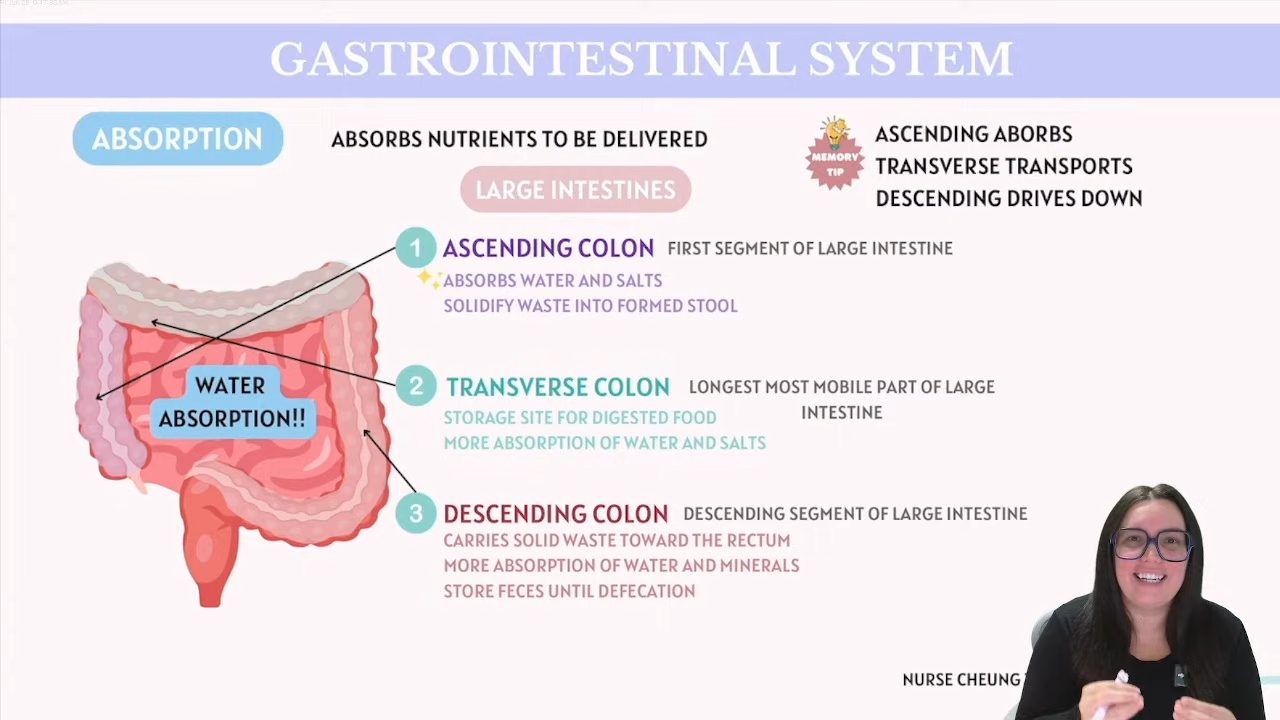 GASTROINTESTINAL SYSTEM
ABSORPTION
ABSORBS NUTRIENTS TO BE DELIVERED
LARGE INTESTINES
MEMORY
TIP
ASCENDING ABORBS
TRANSVERSE TRANSPORTS
DESCENDING DRIVES DOWN
1 ASCENDING COLON FIRST SEGMENT OF LARGE INTESTINE
ABSORBS WATER AND SALTS
SOLIDIFY WASTE INTO FORMED STOOL
WATER
ABSORPTION!!
2 TRANSVERSE COLON LONGEST MOST MOBILE PART OF LARGE
INTESTINE
STORAGE SITE FOR DIGESTED FOOD
MORE ABSORPTION OF WATER AND SALTS
3 DESCENDING COLON DESCENDING SEGMENT OF LARGE INTESTINE
CARRIES SOLID WASTE TOWARD THE RECTUM
MORE ABSORPTION OF WATER AND MINERALS
STORE FECES UNTIL DEFECATION
NURSE CHEUNG